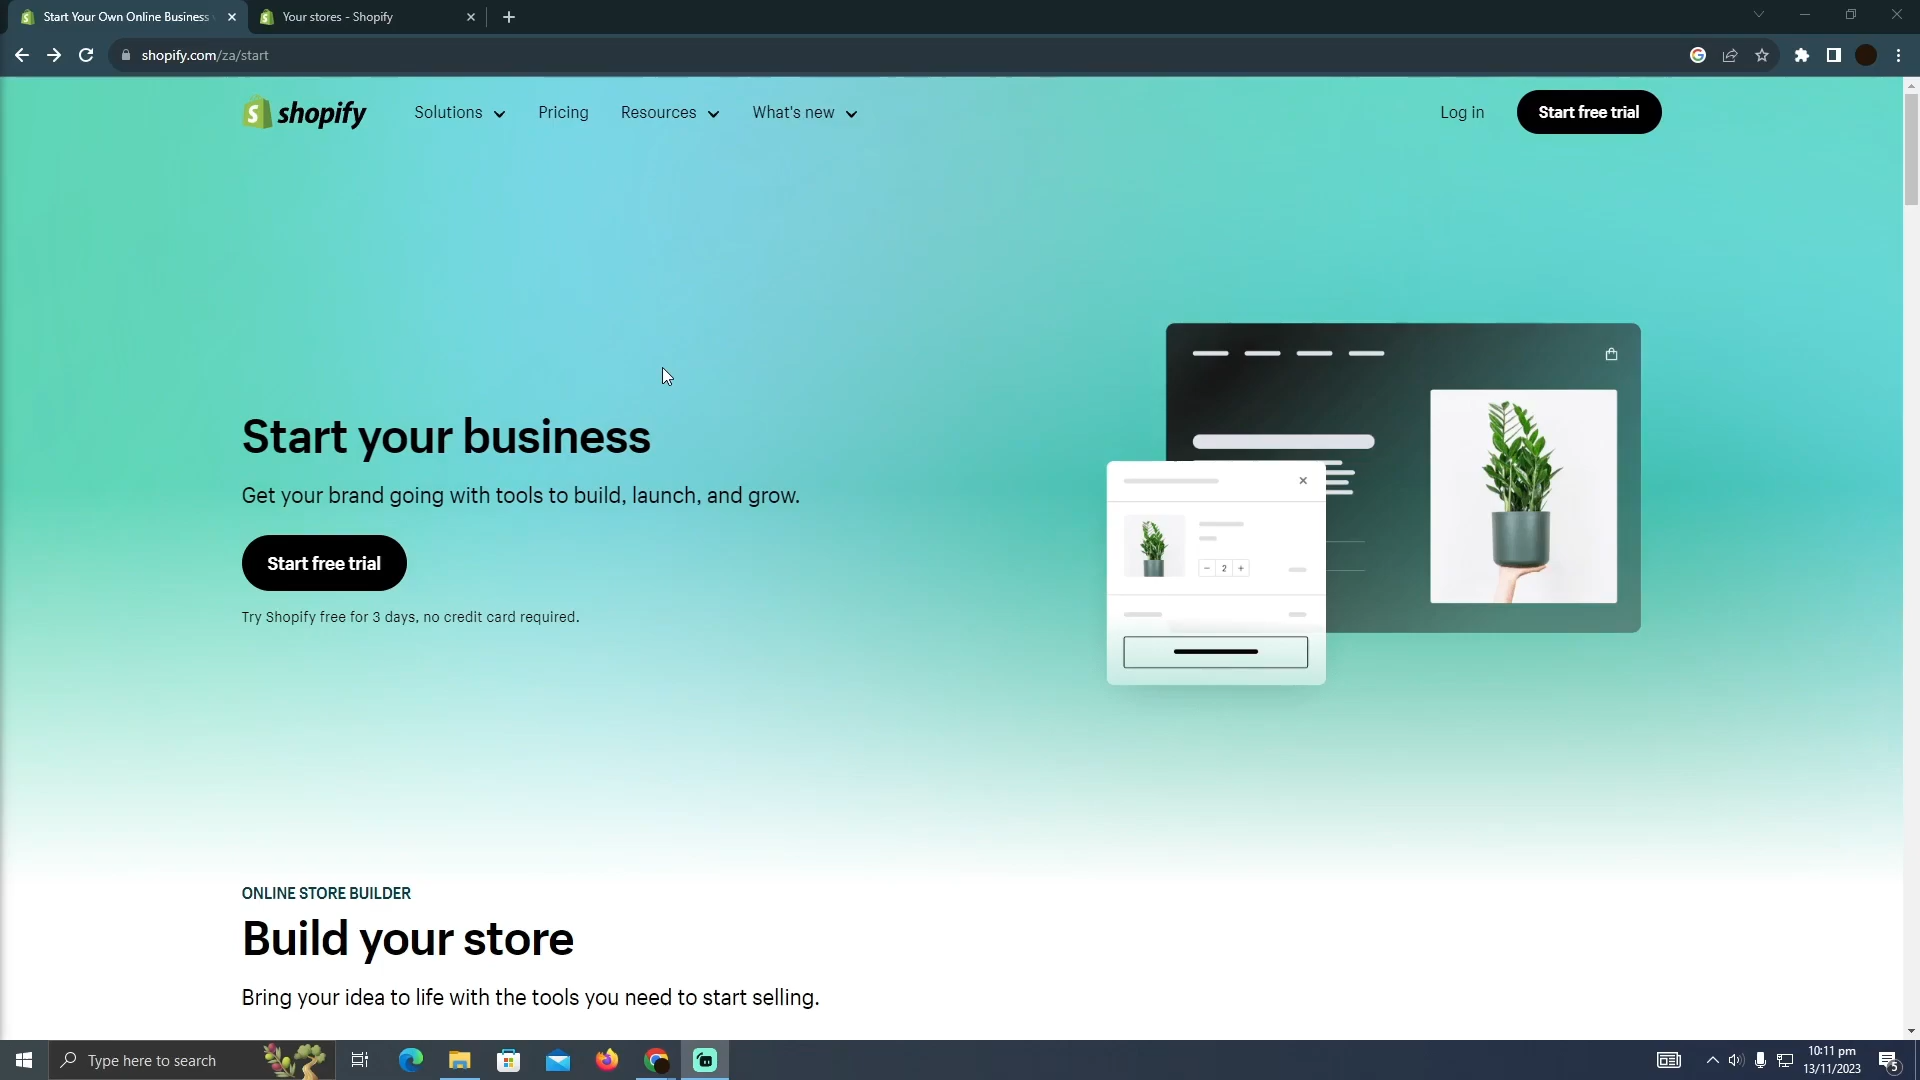 Start Your Own Online Business
Your stores - Shopify
shopify.com/za/start
shopify
Solutions
Pricing
Resources
What's new
Log in
Start free trial
Start your business
Get your brand going with tools to build, launch, and grow.
Start free trial
Try Shopify free for 3 days, no credit card required.
2
ONLINE STORE BUILDER
Build your store
Bring your idea to life with the tools you need to start selling.
Type here to search
10:11 pm
13/11/2023
5